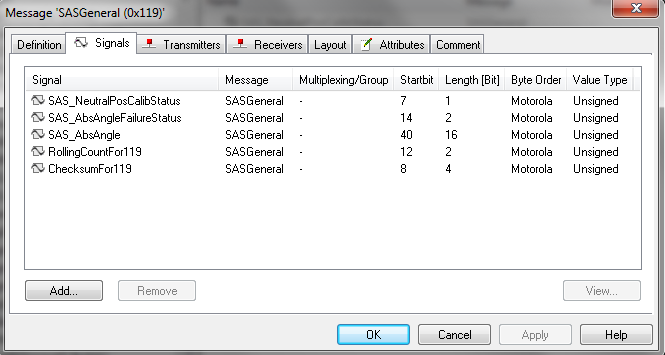 Message 'SASGeneral (0x119)'
Definition Signals Transmitters Receivers Layout Attributes Comment
Signal Message Multiplexing/Group Startbit Length [Bit] Byte Order Value Type
SAS_NeutralPosCalibStatus SASGeneral - 7 1 Motorola Unsigned
SAS_AbsAngleFailureStatus SASGeneral - 14 2 Motorola Unsigned
SAS_AbsAngle SASGeneral - 40 16 Motorola Unsigned
RollingCountFor119 SASGeneral - 12 2 Motorola Unsigned
ChecksumFor119 SASGeneral - 8 4 Motorola Unsigned
Add... Remove View...
OK Cancel Apply Help